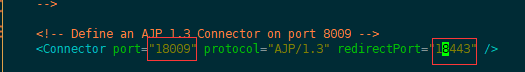 -->
<!-- Define an AJP 1.3 Connector on port 8009 -->
<Connector port="18009" protocol="AJP/1.3" redirectPort="18443" />